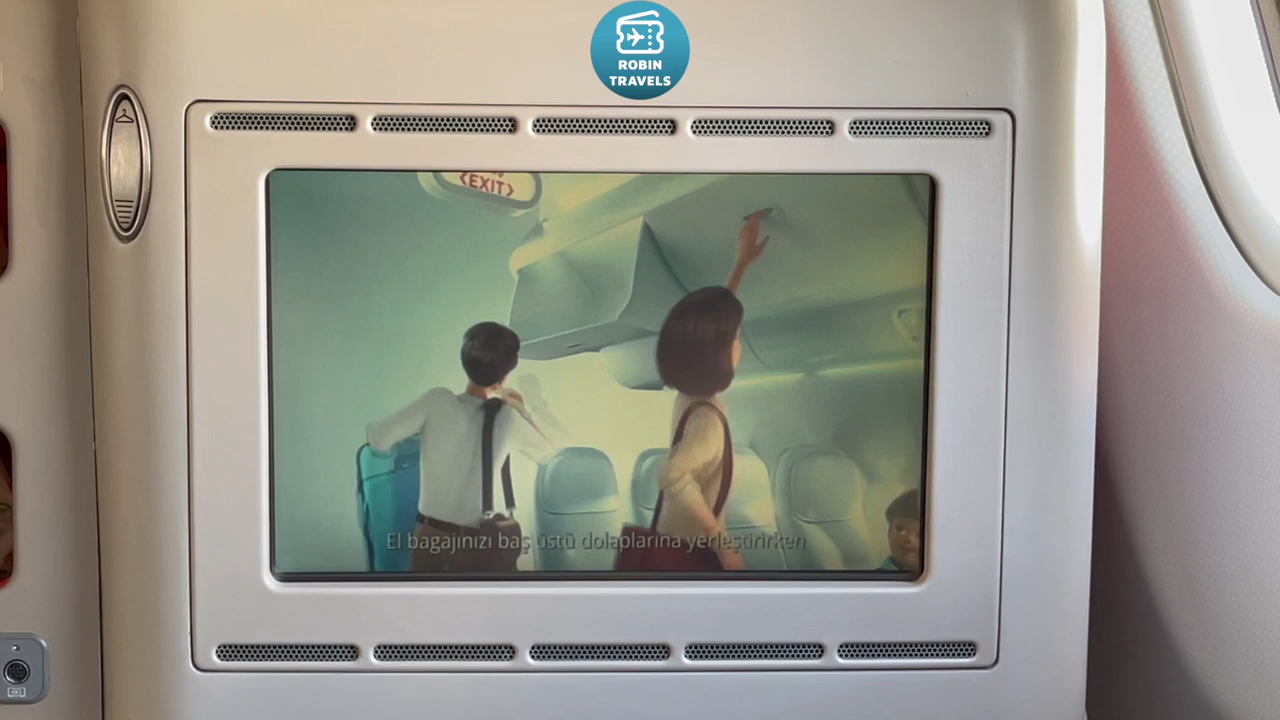 ROBIN
TRAVELS
<EXIT>
El bagajınızı baş üstü dolaplarına yerleştirirken